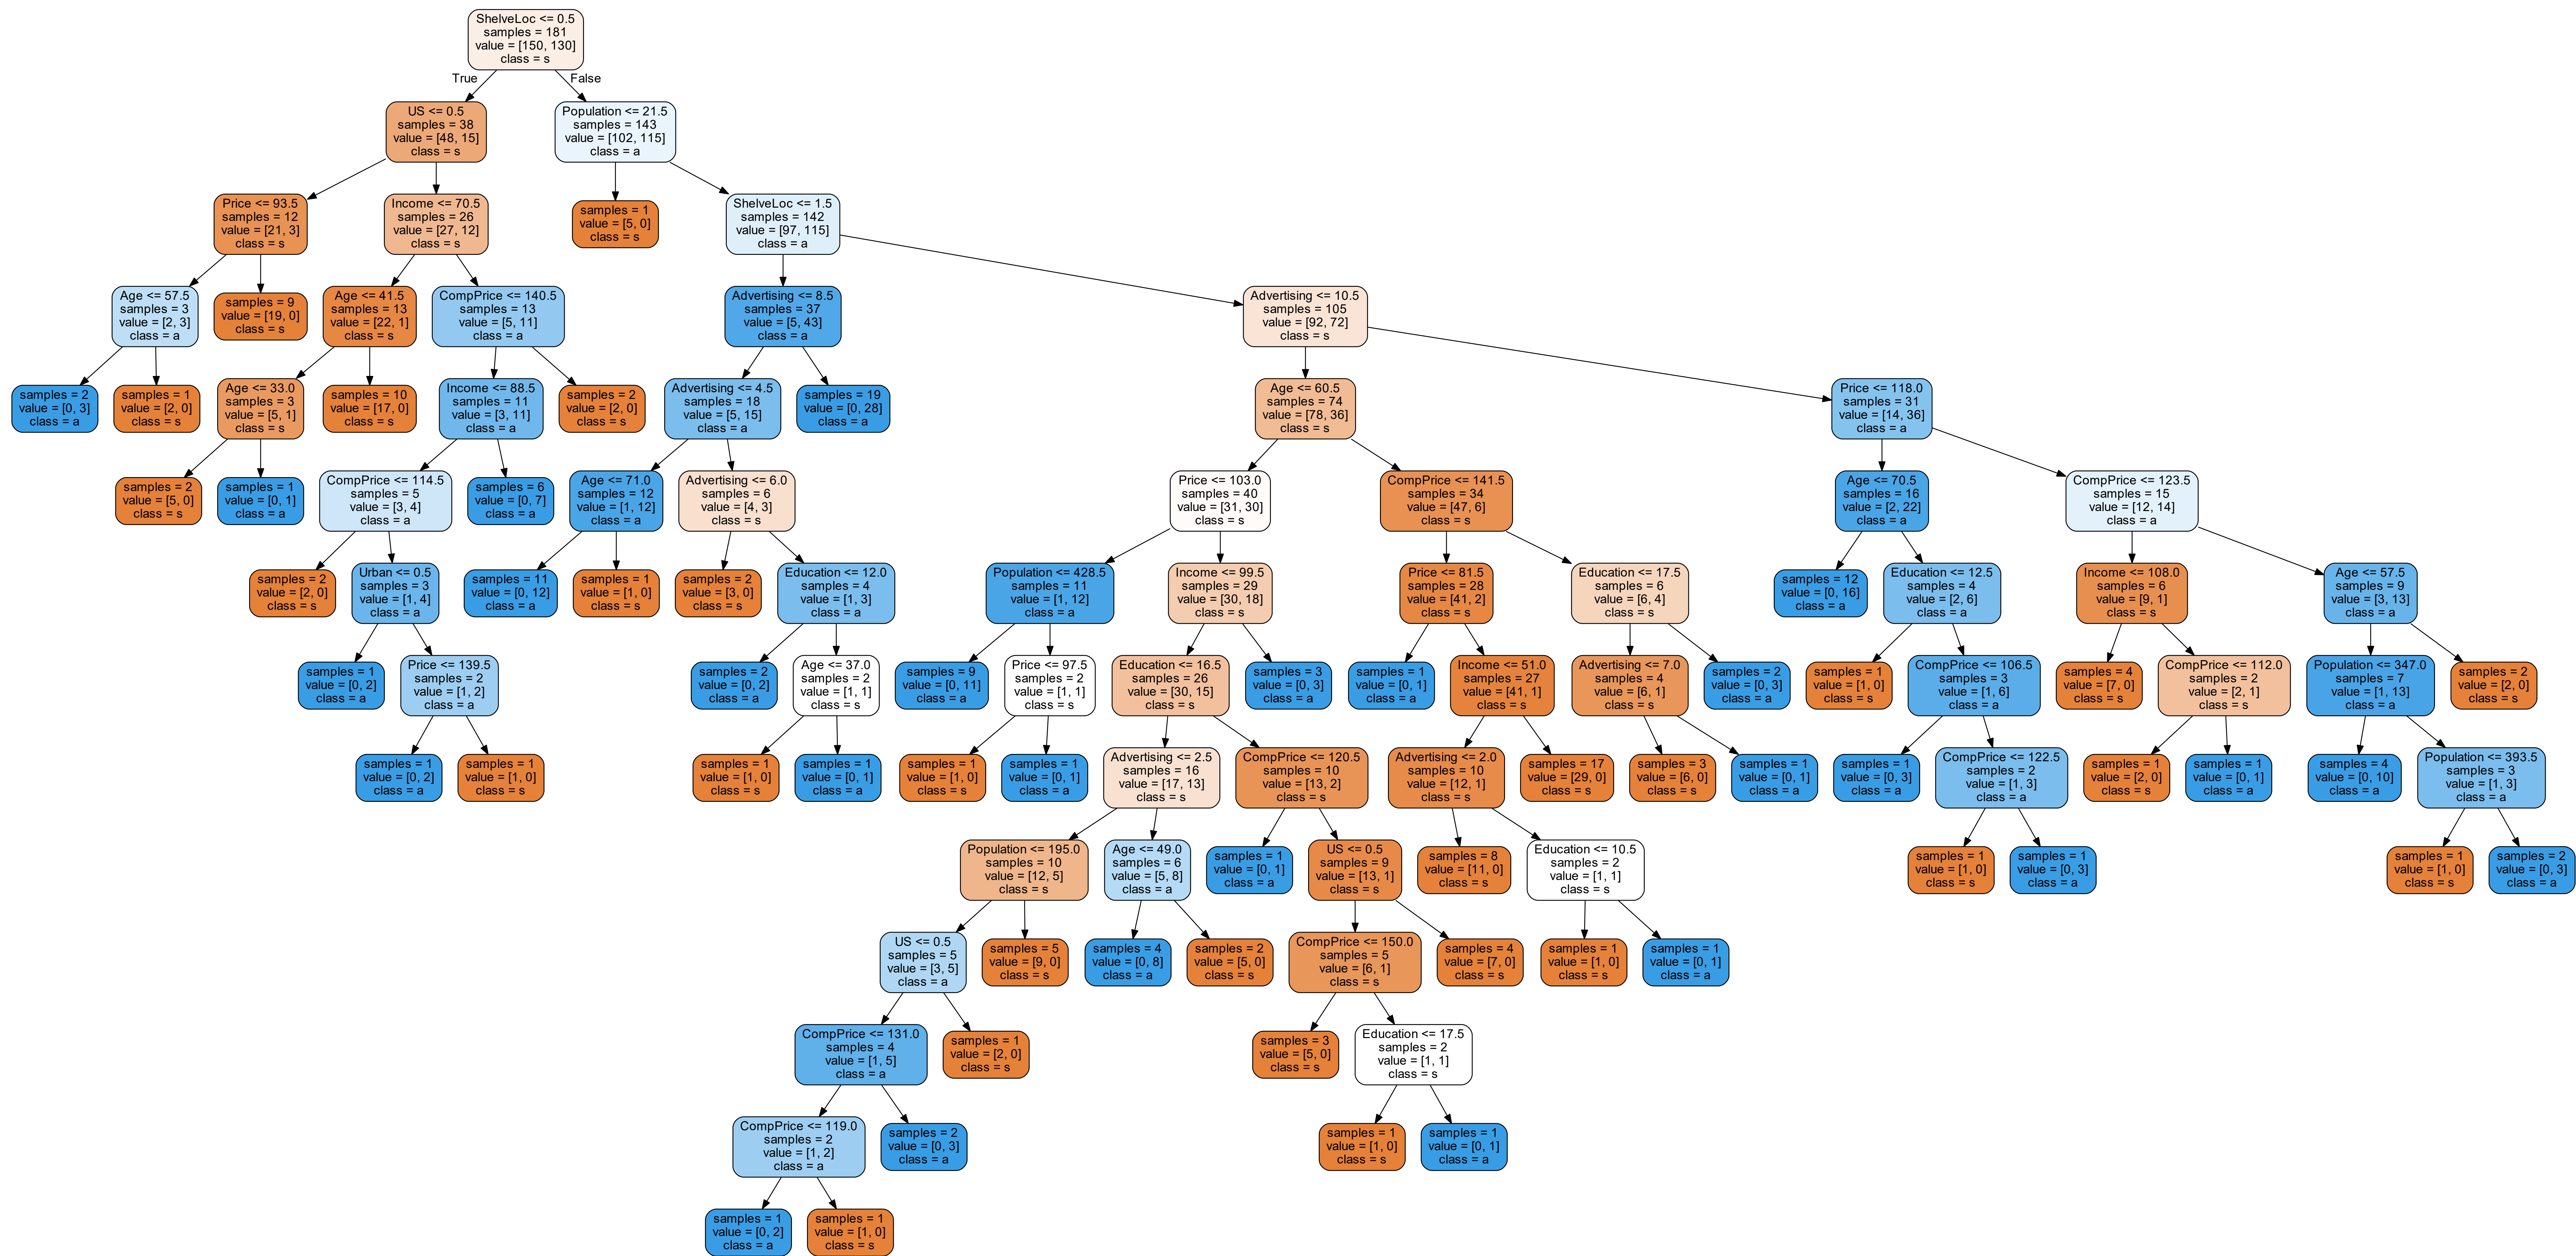 ShelveLoc <= 0.5
samples = 181
value = [150, 130]
class = s
True
False
US <= 0.5
samples = 38
value = [48, 15]
class = s
Population <= 21.5
samples = 143
value = [102, 115]
class = a
Price <= 93.5
samples = 12
value = [21, 3]
class = s
Income <= 70.5
samples = 26
value = [27, 12]
class = s
samples = 1
value = [5, 0]
class = s
ShelveLoc <= 1.5
samples = 142
value = [97, 115]
class = a
Age <= 57.5
samples = 3
value = [2, 3]
class = a
samples = 9
value = [19, 0]
class = s
Age <= 41.5
samples = 13
value = [22, 1]
class = s
CompPrice <= 140.5
samples = 13
value = [5, 11]
class = a
Advertising <= 8.5
samples = 37
value = [5, 43]
class = a
Advertising <= 10.5
samples = 105
value = [92, 72]
class = s
samples = 2
value = [0, 3]
class = a
samples = 1
value = [2, 0]
class = s
Age <= 33.0
samples = 3
value = [5, 1]
class = s
samples = 10
value = [17, 0]
class = s
Income <= 88.5
samples = 11
value = [3, 11]
class = a
samples = 2
value = [2, 0]
class = s
Advertising <= 4.5
samples = 18
value = [5, 15]
class = a
samples = 19
value = [0, 28]
class = a
Age <= 60.5
samples = 74
value = [78, 36]
class = s
Price <= 118.0
samples = 31
value = [14, 36]
class = a
samples = 2
value = [5, 0]
class = s
samples = 1
value = [0, 1]
class = a
CompPrice <= 114.5
samples = 5
value = [3, 4]
class = a
samples = 6
value = [0, 7]
class = a
Age <= 71.0
samples = 12
value = [1, 12]
class = a
Advertising <= 6.0
samples = 6
value = [4, 3]
class = s
Price <= 103.0
samples = 40
value = [31, 30]
class = s
CompPrice <= 141.5
samples = 34
value = [47, 6]
class = s
Age <= 70.5
samples = 16
value = [2, 22]
class = a
CompPrice <= 123.5
samples = 15
value = [12, 14]
class = a
samples = 2
value = [2, 0]
class = s
Urban <= 0.5
samples = 3
value = [1, 4]
class = a
samples = 11
value = [0, 12]
class = a
samples = 1
value = [1, 0]
class = s
samples = 2
value = [3, 0]
class = s
Education <= 12.0
samples = 4
value = [1, 3]
class = a
Population <= 428.5
samples = 11
value = [1, 12]
class = a
Income <= 99.5
samples = 29
value = [30, 18]
class = s
Price <= 81.5
samples = 28
value = [41, 2]
class = s
Education <= 17.5
samples = 6
value = [6, 4]
class = s
samples = 12
value = [0, 16]
class = a
Education <= 12.5
samples = 4
value = [2, 6]
class = a
Income <= 108.0
samples = 6
value = [9, 1]
class = s
Age <= 57.5
samples = 9
value = [3, 13]
class = a
samples = 1
value = [0, 2]
class = a
Price <= 139.5
samples = 2
value = [1, 2]
class = a
samples = 2
value = [0, 2]
class = a
Age <= 37.0
samples = 2
value = [1, 1]
class = s
samples = 9
value = [0, 11]
class = a
Price <= 97.5
samples = 2
value = [1, 1]
class = s
Education <= 16.5
samples = 26
value = [30, 15]
class = s
samples = 3
value = [0, 3]
class = a
samples = 1
value = [0, 1]
class = a
Income <= 51.0
samples = 27
value = [41, 1]
class = s
Advertising <= 7.0
samples = 4
value = [6, 1]
class = s
samples = 2
value = [0, 3]
class = a
samples = 1
value = [1, 0]
class = s
CompPrice <= 106.5
samples = 3
value = [1, 6]
class = a
samples = 4
value = [7, 0]
class = s
CompPrice <= 112.0
samples = 2
value = [2, 1]
class = s
Population <= 347.0
samples = 7
value = [1, 13]
class = a
samples = 2
value = [2, 0]
class = s
samples = 1
value = [0, 2]
class = a
samples = 1
value = [1, 0]
class = s
samples = 1
value = [1, 0]
class = s
samples = 1
value = [0, 1]
class = a
samples = 1
value = [1, 0]
class = s
samples = 1
value = [0, 1]
class = a
Advertising <= 2.5
samples = 16
value = [17, 13]
class = s
CompPrice <= 120.5
samples = 10
value = [13, 2]
class = s
Advertising <= 2.0
samples = 10
value = [12, 1]
class = s
samples = 17
value = [29, 0]
class = s
samples = 3
value = [6, 0]
class = s
samples = 1
value = [0, 1]
class = a
samples = 1
value = [0, 3]
class = a
CompPrice <= 122.5
samples = 2
value = [1, 3]
class = a
samples = 1
value = [2, 0]
class = s
samples = 1
value = [0, 1]
class = a
samples = 4
value = [0, 10]
class = a
Population <= 393.5
samples = 3
value = [1, 3]
class = a
Population <= 195.0
samples = 10
value = [12, 5]
class = s
Age <= 49.0
samples = 6
value = [5, 8]
class = a
samples = 1
value = [0, 1]
class = a
US <= 0.5
samples = 9
value = [13, 1]
class = s
samples = 8
value = [11, 0]
class = s
Education <= 10.5
samples = 2
value = [1, 1]
class = s
samples = 1
value = [1, 0]
class = s
samples = 1
value = [0, 3]
class = a
samples = 1
value = [1, 0]
class = s
samples = 2
value = [0, 3]
class = a
US <= 0.5
samples = 5
value = [3, 5]
class = a
samples = 5
value = [9, 0]
class = s
samples = 4
value = [0, 8]
class = a
samples = 2
value = [5, 0]
class = s
CompPrice <= 150.0
samples = 5
value = [6, 1]
class = s
samples = 4
value = [7, 0]
class = s
samples = 1
value = [1, 0]
class = s
samples = 1
value = [0, 1]
class = a
CompPrice <= 131.0
samples = 4
value = [1, 5]
class = a
samples = 1
value = [2, 0]
class = s
samples = 3
value = [5, 0]
class = s
Education <= 17.5
samples = 2
value = [1, 1]
class = s
CompPrice <= 119.0
samples = 2
value = [1, 2]
class = a
samples = 2
value = [0, 3]
class = a
samples = 1
value = [1, 0]
class = s
samples = 1
value = [0, 1]
class = a
samples = 1
value = [0, 2]
class = a
samples = 1
value = [1, 0]
class = s